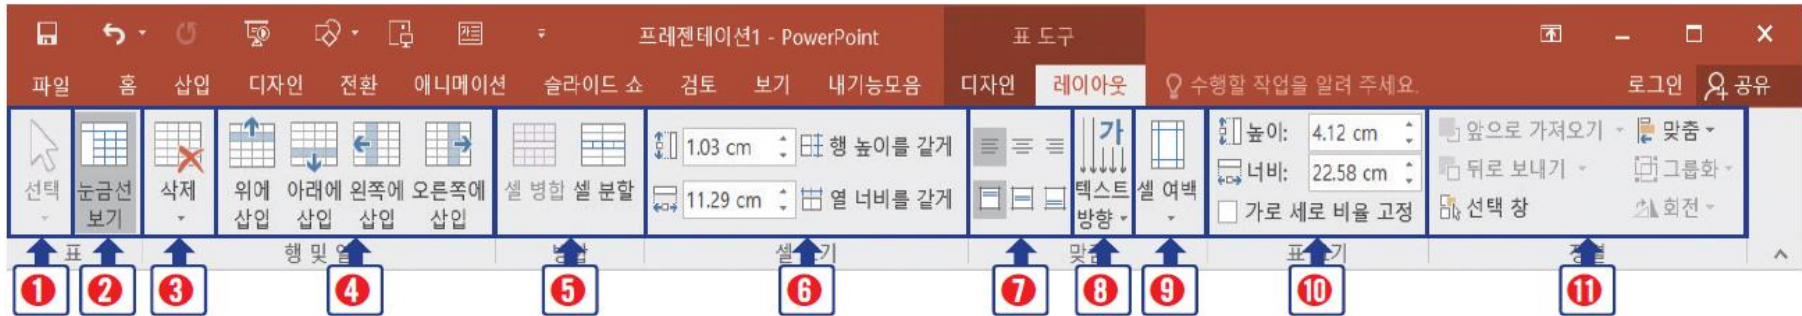 프레젠테이션1 - PowerPoint
표 도구
파일 홈 삽입 디자인 전환 애니메이션 슬라이드 쇼 검토 보기 내기능모음 디자인 레이아웃 수행할 작업을 알려 주세요. 로그인 공유
선택
눈금선
보기
삭제
위에
삽입
아래에
삽입
왼쪽에
삽입
오른쪽에
삽입
셀 병합
셀 분할
1.03 cm
행 높이를 같게
11.29 cm
열 너비를 같게
가
텍스트
방향
셀 여백
높이: 4.12 cm
너비: 22.58 cm
가로 세로 비율 고정
앞으로 가져오기
뒤로 보내기
선택 창
맞춤
그룹화
회전
표
행 및
1 2 3 4 5 6 7 8 9 10 11